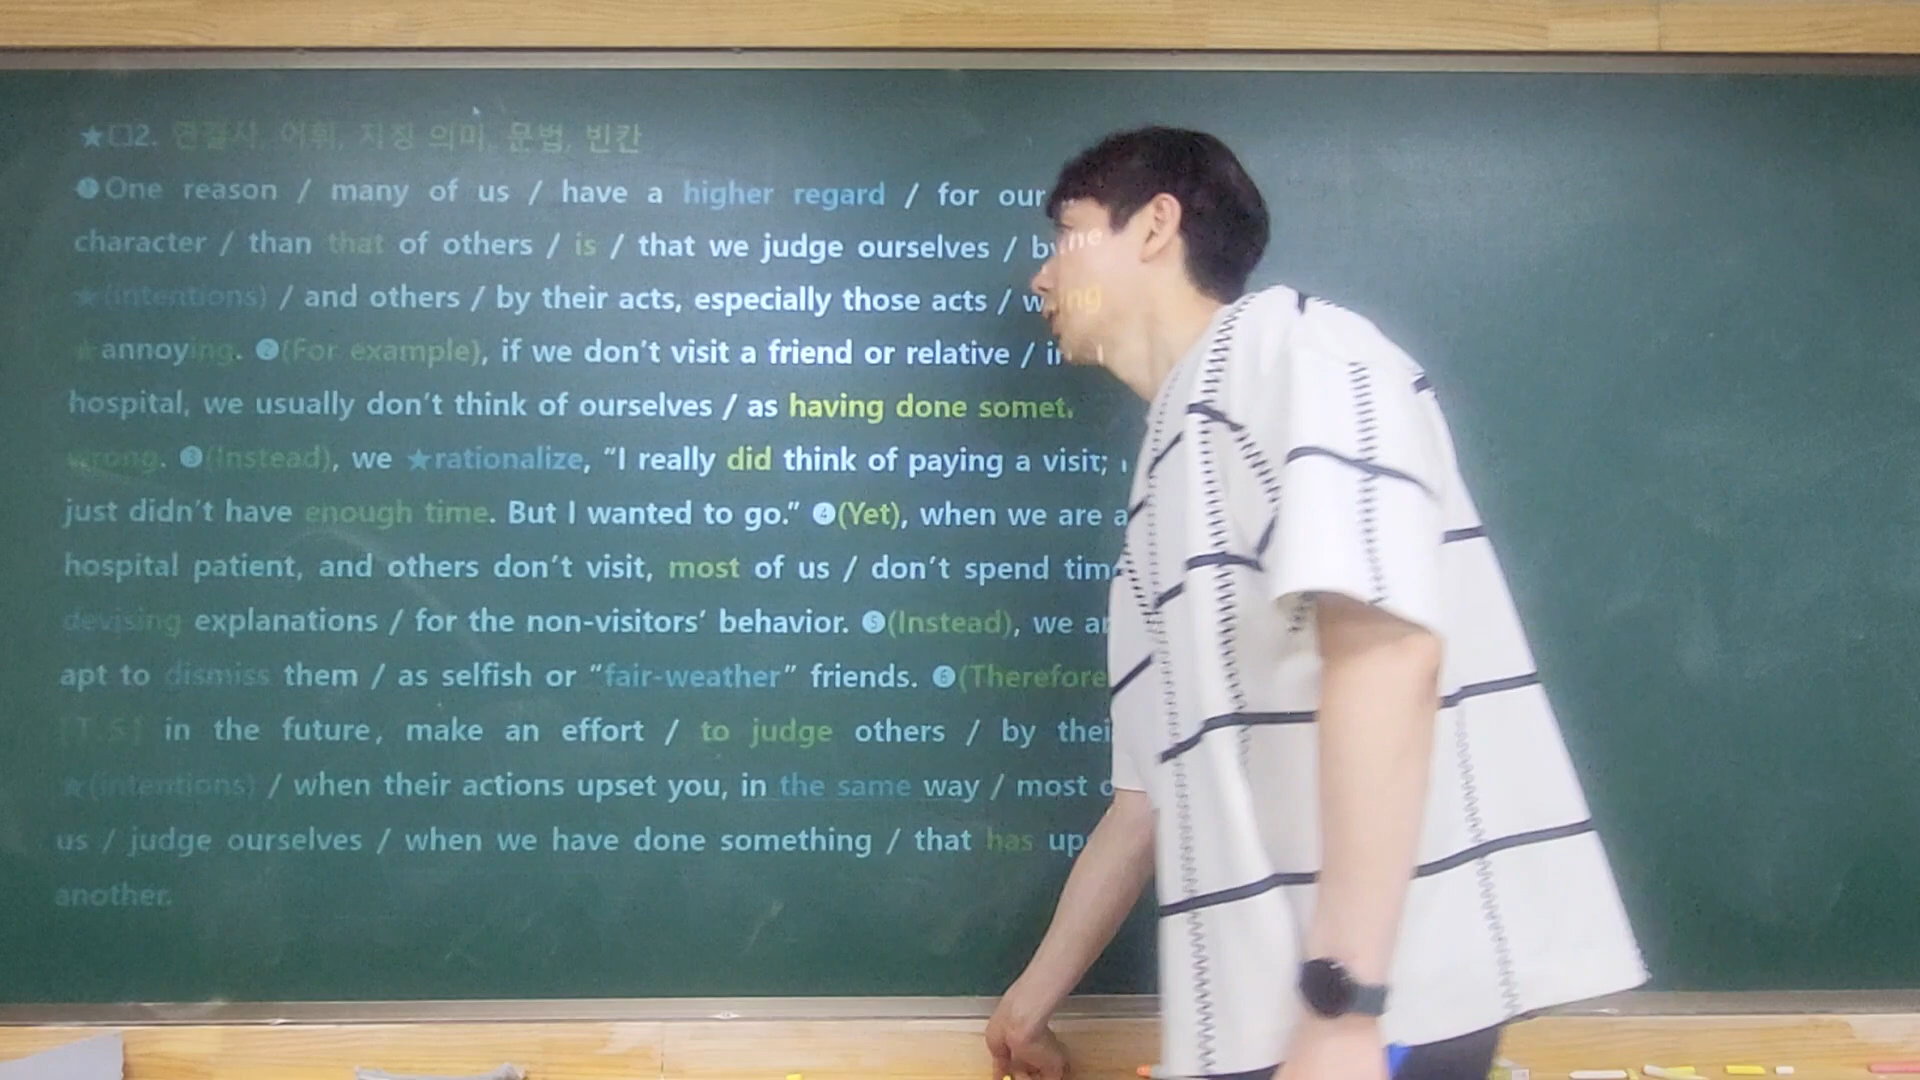 ★□2. 연결사, 어휘, 지칭 의미, 문법, 빈칸
❶One reason / many of us / have a higher regard / for our
character / than that of others / is / that we judge ourselves / by
★(intentions) / and others / by their acts, especially those acts /
★annoying. ❷(For example), if we don't visit a friend or relative / in
hospital, we usually don't think of ourselves / as having done
wrong. ❸(Instead), we ★rationalize, "I really did think of paying a visit;
just didn't have enough time. But I wanted to go." ❹(Yet), when we are a
hospital patient, and others don't visit, most of us / don't spend
devising explanations / for the non-visitors' behavior. ❺(Instead), we
apt to dismiss them / as selfish or "fair-weather" friends. ❻(Therefore
[T.S] in the future, make an effort / to judge others / by
★(intentions) / when their actions upset you, in the same way / most
us / judge ourselves / when we have done something / that has
another.